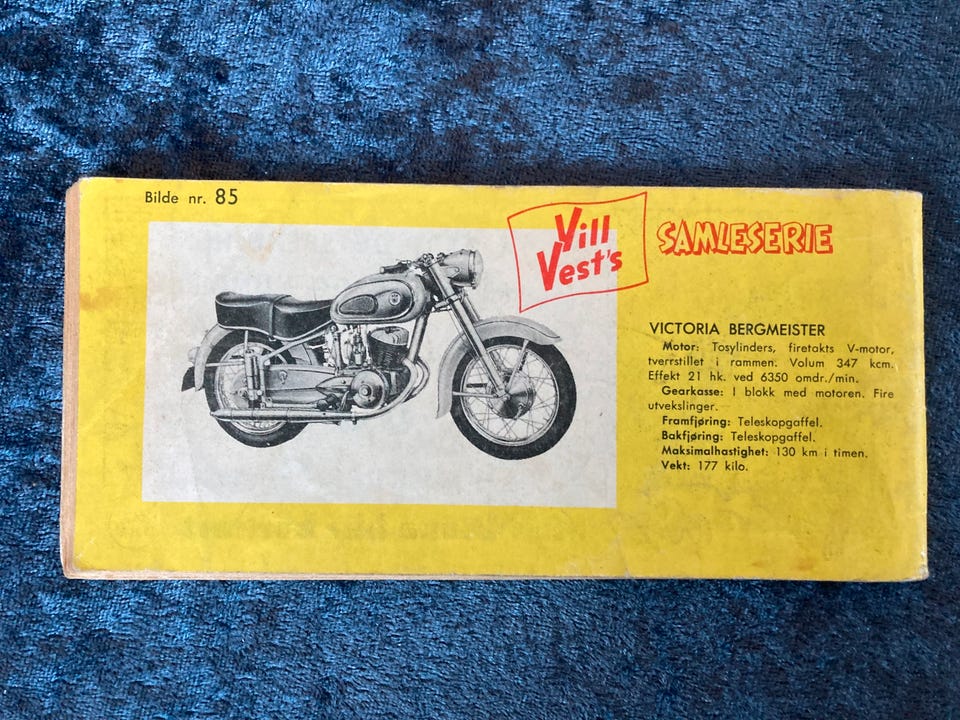 Bilde nr. 85
Vill
Vest's
SAMLESERIE
VICTORIA BERGMEISTER
Motor: Tosylinders, firetakts V-motor,
tverrstillet i rammen. Volum 347 kcm.
Effekt 21 hk. ved 6350 omdr./min.
Gearkasse: I blokk med motoren. Fire
utvekslinger.
Framfjøring: Teleskopgaffel.
Bakfjøring: Teleskopgaffel.
Maksimalhastighet: 130 km i timen.
Vekt: 177 kilo.